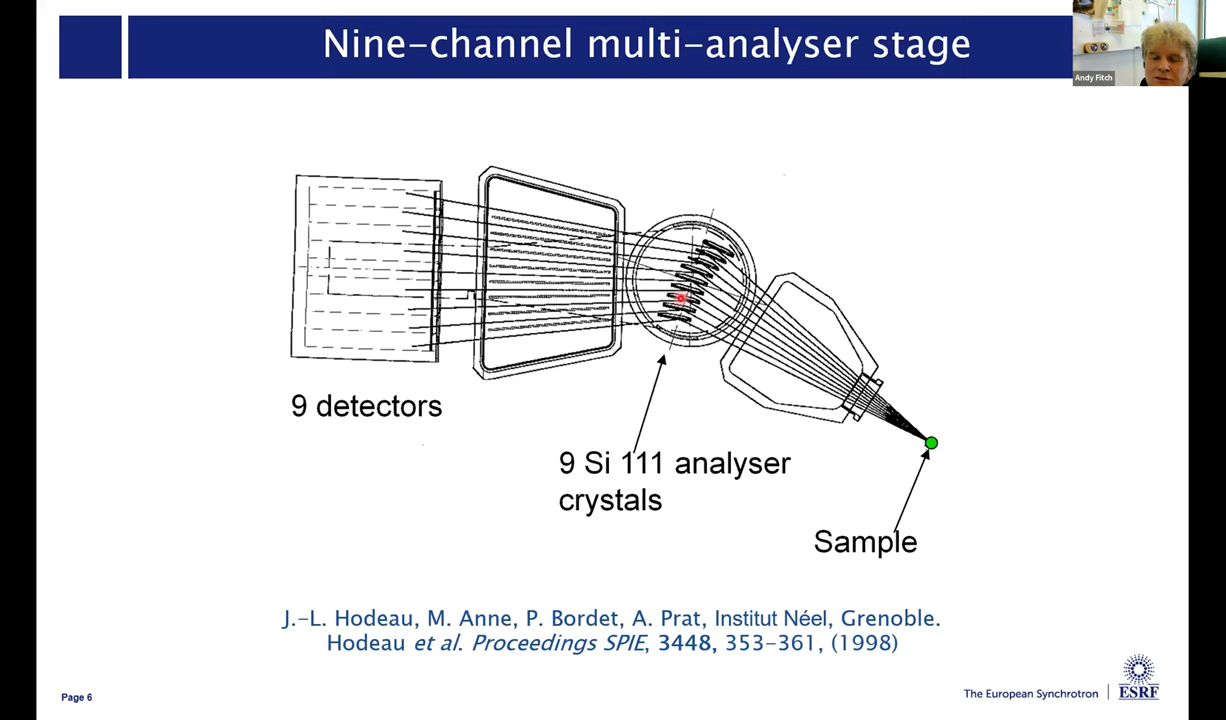 Nine-channel multi-analyser stage
Andy Fitch
9 detectors
9 Si 111 analyser
crystals
Sample
J.-L. Hodeau, M. Anne, P. Bordet, A. Prat, Institut Néel, Grenoble.
Hodeau et al. Proceedings SPIE, 3448, 353-361, (1998)
Page 6
The European Synchrotron
ESRF